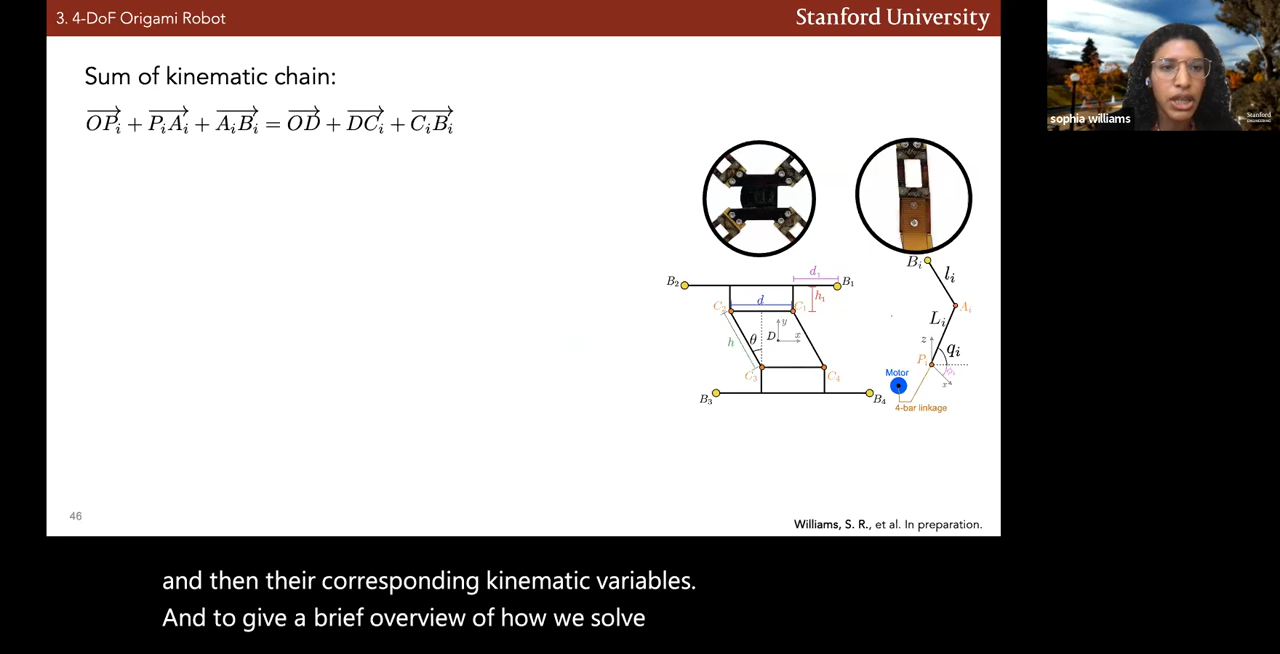 3. 4-DoF Origami Robot
Stanford University
sophia williams
Stanford
ENGINEERING
Sum of kinematic chain:
$\overrightarrow{OP_i} + \overrightarrow{P_iA_i} + \overrightarrow{A_iB_i} = \overrightarrow{OD} + \overrightarrow{DC_i} + \overrightarrow{C_iB_i}$
B₂
d₁
B₁
h₁
C₂
d
C₁
y
D
x
h
θ
C₃
C₄
B₃
B₄
Bᵢ
lᵢ
Aᵢ
Lᵢ
z
qᵢ
Pᵢ
ϕᵢ
x
Motor
4-bar linkage
46
Williams, S. R., et al. In preparation.
and then their corresponding kinematic variables.
And to give a brief overview of how we solve